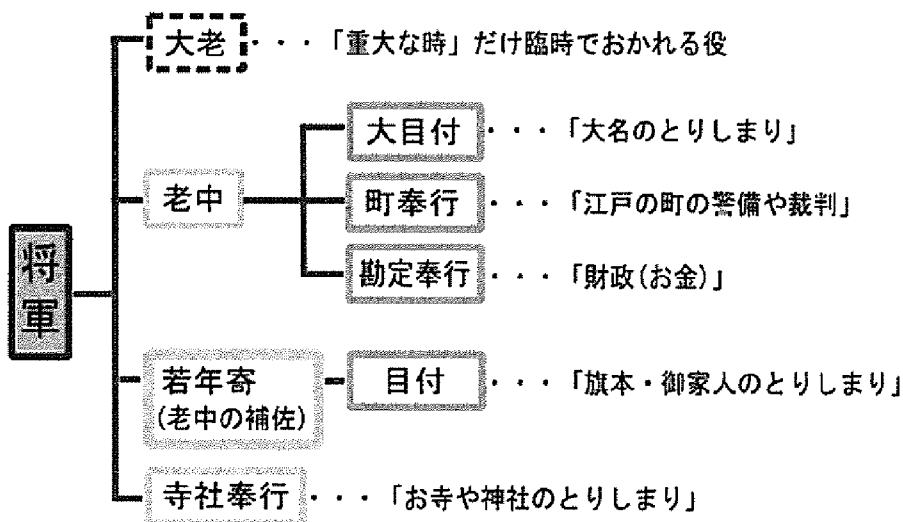 大老・・・「重大な時」だけ臨時でおかれる役
大目付・・・「大名のとりしまり」
老中
町奉行・・・「江戸の町の警備や裁判」
将軍
勘定奉行・・・「財政(お金)」
若年寄
(老中の補佐)
目付・・・「旗本・御家人のとりしまり」
寺社奉行・・・「お寺や神社のとりしまり」